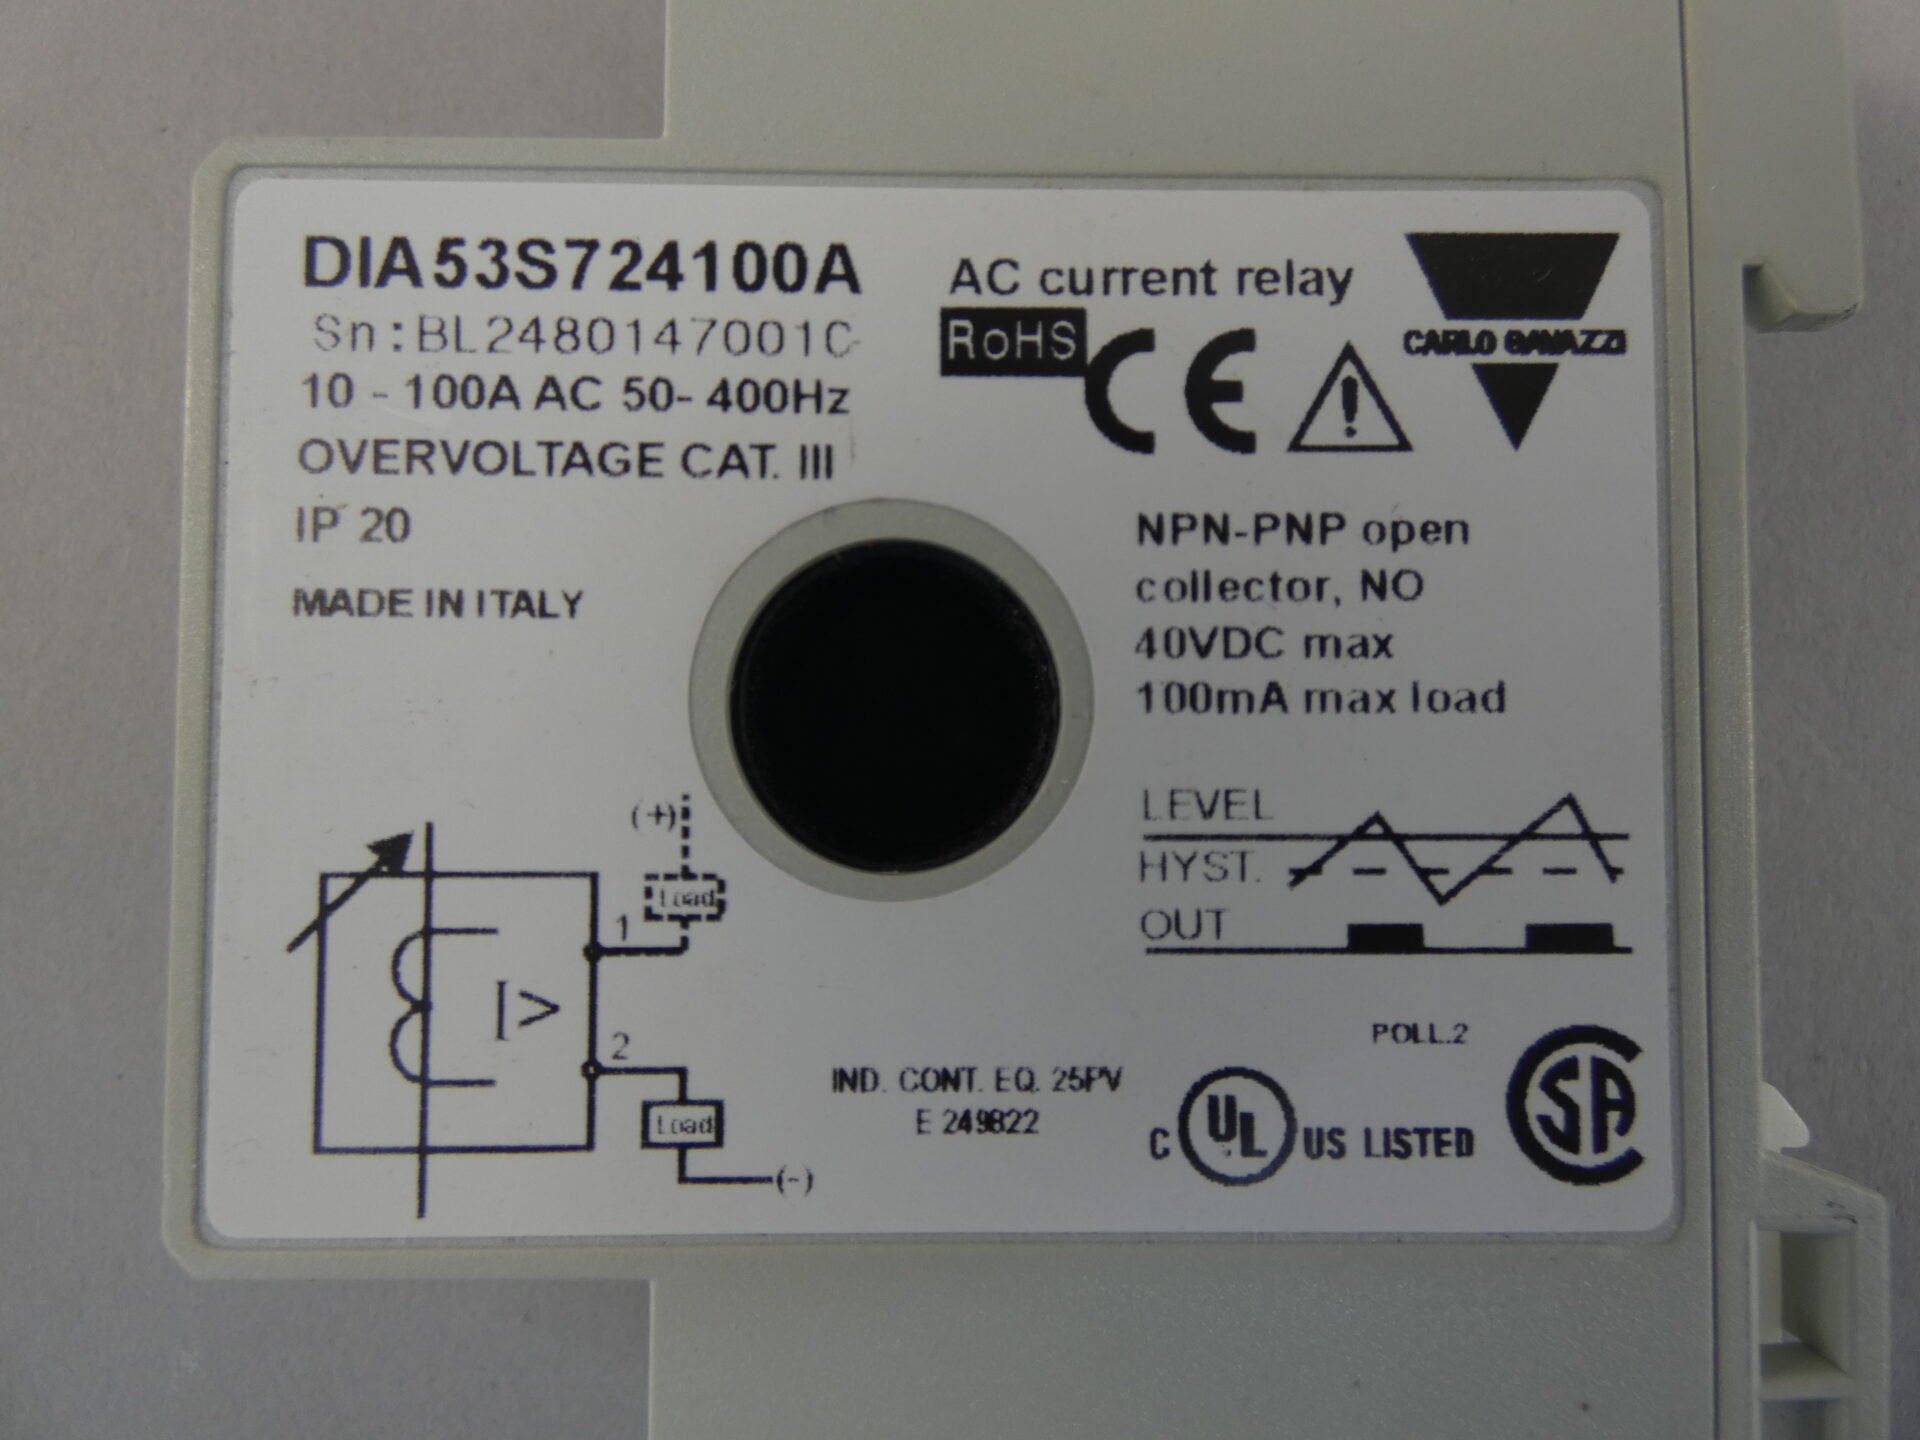 DIA53S724100A
Sn:BL2480147001C
10 - 100A AC 50- 400Hz
OVERVOLTAGE CAT. III
IP 20
MADE IN ITALY
AC current relay
RoHS
CE
CARLO GAVAZZI
NPN-PNP open
collector, NO
40VDC max
100mA max load
LEVEL
HYST.
OUT
(+)
Load
1
I>
2
Load
(-)
IND. CONT. EQ. 25PV
E 249822
POLL.2
C UL US LISTED
SA